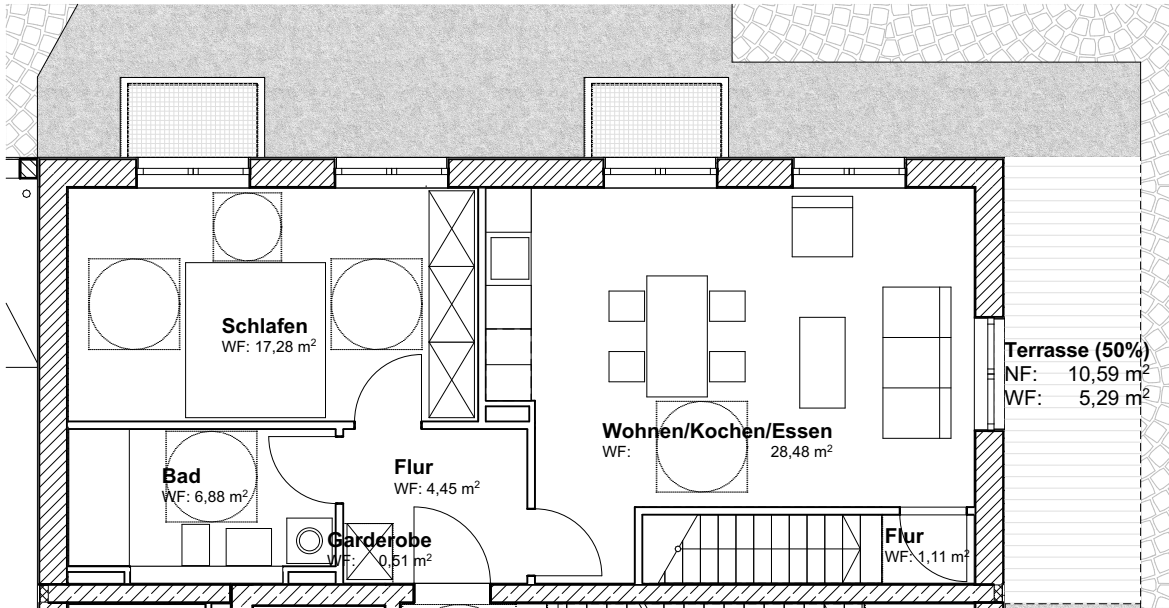 Schlafen
WF: 17,28 m²
Terrasse (50%)
NF: 10,59 m²
WF: 5,29 m²
Wohnen/Kochen/Essen
WF: 28,48 m²
Flur
WF: 4,45 m²
Bad
WF: 6,88 m²
Garderobe
WF: 0,51 m²
Flur
WF: 1,11 m²